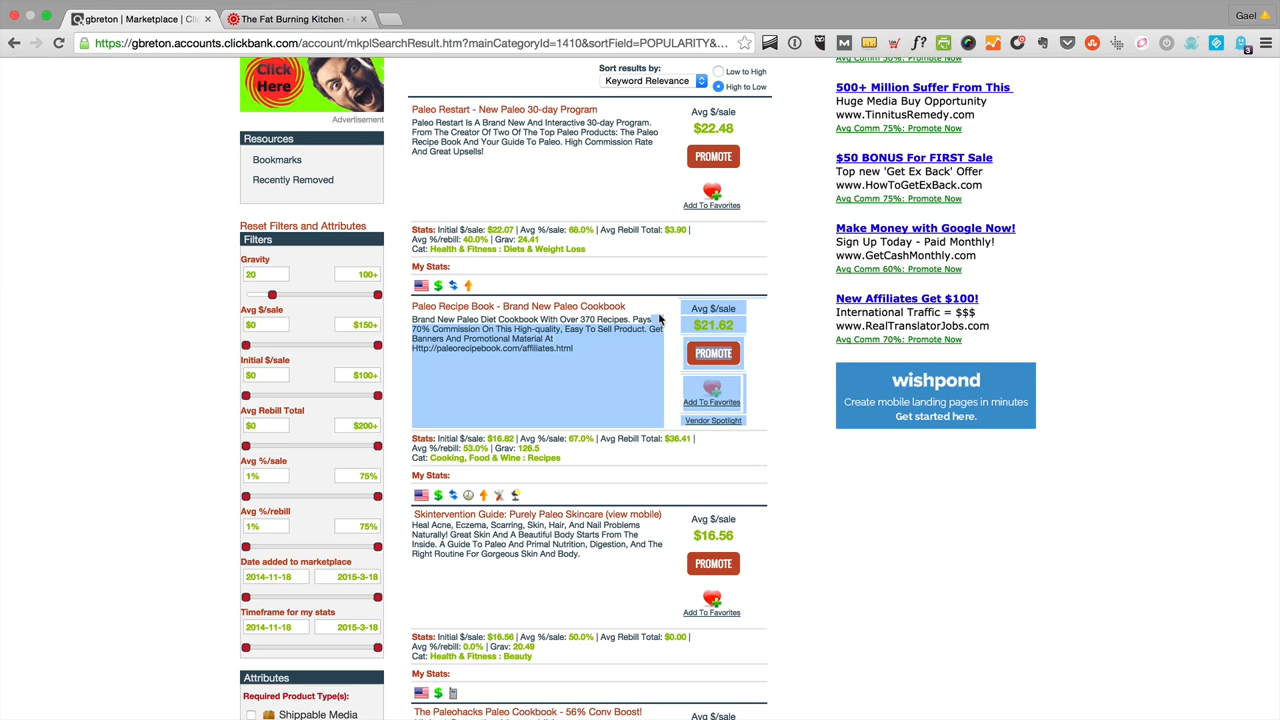 gbreton | Marketplace | Cli
The Fat Burning Kitchen -
Gael
https://gbreton.accounts.clickbank.com/account/mkplSearchResult.htm?mainCategoryId=1410&sortField=POPULARITY&...
3
Click
Here
Advertisement
Resources
Bookmarks
Recently Removed
Reset Filters and Attributes
Filters
Gravity
20 100+
Avg $/sale
$0 $150+
Initial $/sale
$0 $100+
Avg Rebill Total
$0 $200+
Avg %/sale
1% 75%
Avg %/rebill
1% 75%
Date added to marketplace
2014-11-18 2015-3-18
Timeframe for my stats
2014-11-18 2015-3-18
Attributes
Required Product Type(s):
Shippable Media
Sort results by:
Keyword Relevance
Low to High
High to Low
Paleo Restart - New Paleo 30-day Program
Paleo Restart Is A Brand New And Interactive 30-day Program.
From The Creator Of Two Of The Top Paleo Products: The Paleo
Recipe Book And Your Guide To Paleo. High Commission Rate
And Great Upsells!
Avg $/sale
$22.48
PROMOTE
Add To Favorites
Stats: Initial $/sale: $22.07 | Avg %/sale: 68.0% | Avg Rebill Total: $3.90 |
Avg %/rebill: 40.0% | Grav: 24.41
Cat: Health & Fitness : Diets & Weight Loss
My Stats:
Paleo Recipe Book - Brand New Paleo Cookbook
Brand New Paleo Diet Cookbook With Over 370 Recipes. Pays
70% Commission On This High-quality, Easy To Sell Product. Get
Banners And Promotional Material At
Http://paleorecipebook.com/affiliates.html
Avg $/sale
$21.62
PROMOTE
Add To Favorites
Vendor Spotlight
Stats: Initial $/sale: $16.82 | Avg %/sale: 67.0% | Avg Rebill Total: $36.41 |
Avg %/rebill: 53.0% | Grav: 126.5
Cat: Cooking, Food & Wine : Recipes
My Stats:
Skintervention Guide: Purely Paleo Skincare (view mobile)
Heal Acne, Eczema, Scarring, Skin, Hair, And Nail Problems
Naturally! Great Skin And A Beautiful Body Starts From The
Inside. A Guide To Paleo And Primal Nutrition, Digestion, And The
Right Routine For Gorgeous Skin And Body.
Avg $/sale
$16.56
PROMOTE
Add To Favorites
Stats: Initial $/sale: $16.56 | Avg %/sale: 50.0% | Avg Rebill Total: $0.00 |
Avg %/rebill: 0.0% | Grav: 20.49
Cat: Health & Fitness : Beauty
My Stats:
The Paleohacks Paleo Cookbook - 56% Conv Boost!
Avg $/sale
Avg Comm 50%: Promote Now
500+ Million Suffer From This
Huge Media Buy Opportunity
www.TinnitusRemedy.com
Avg Comm 75%: Promote Now
$50 BONUS For FIRST Sale
Top new 'Get Ex Back' Offer
www.HowToGetExBack.com
Avg Comm 75%: Promote Now
Make Money with Google Now!
Sign Up Today - Paid Monthly!
www.GetCashMonthly.com
Avg Comm 60%: Promote Now
New Affiliates Get $100!
International Traffic = $$$
www.RealTranslatorJobs.com
Avg Comm 70%: Promote Now
wishpond
Create mobile landing pages in minutes
Get started here.